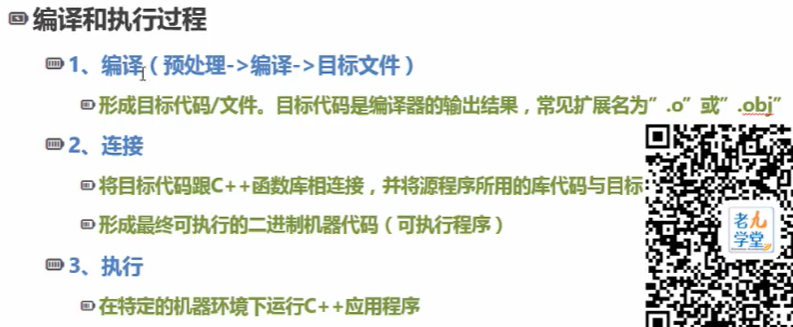 编译和执行过程
1、编译（预处理->编译->目标文件）
形成目标代码/文件。目标代码是编译器的输出结果，常见扩展名为”.o”或”.obj”
2、连接
将目标代码跟C++函数库相连接，并将源程序所用的库代码与目标
形成最终可执行的二进制机器代码（可执行程序）
老九
学堂
3、执行
在特定的机器环境下运行C++应用程序